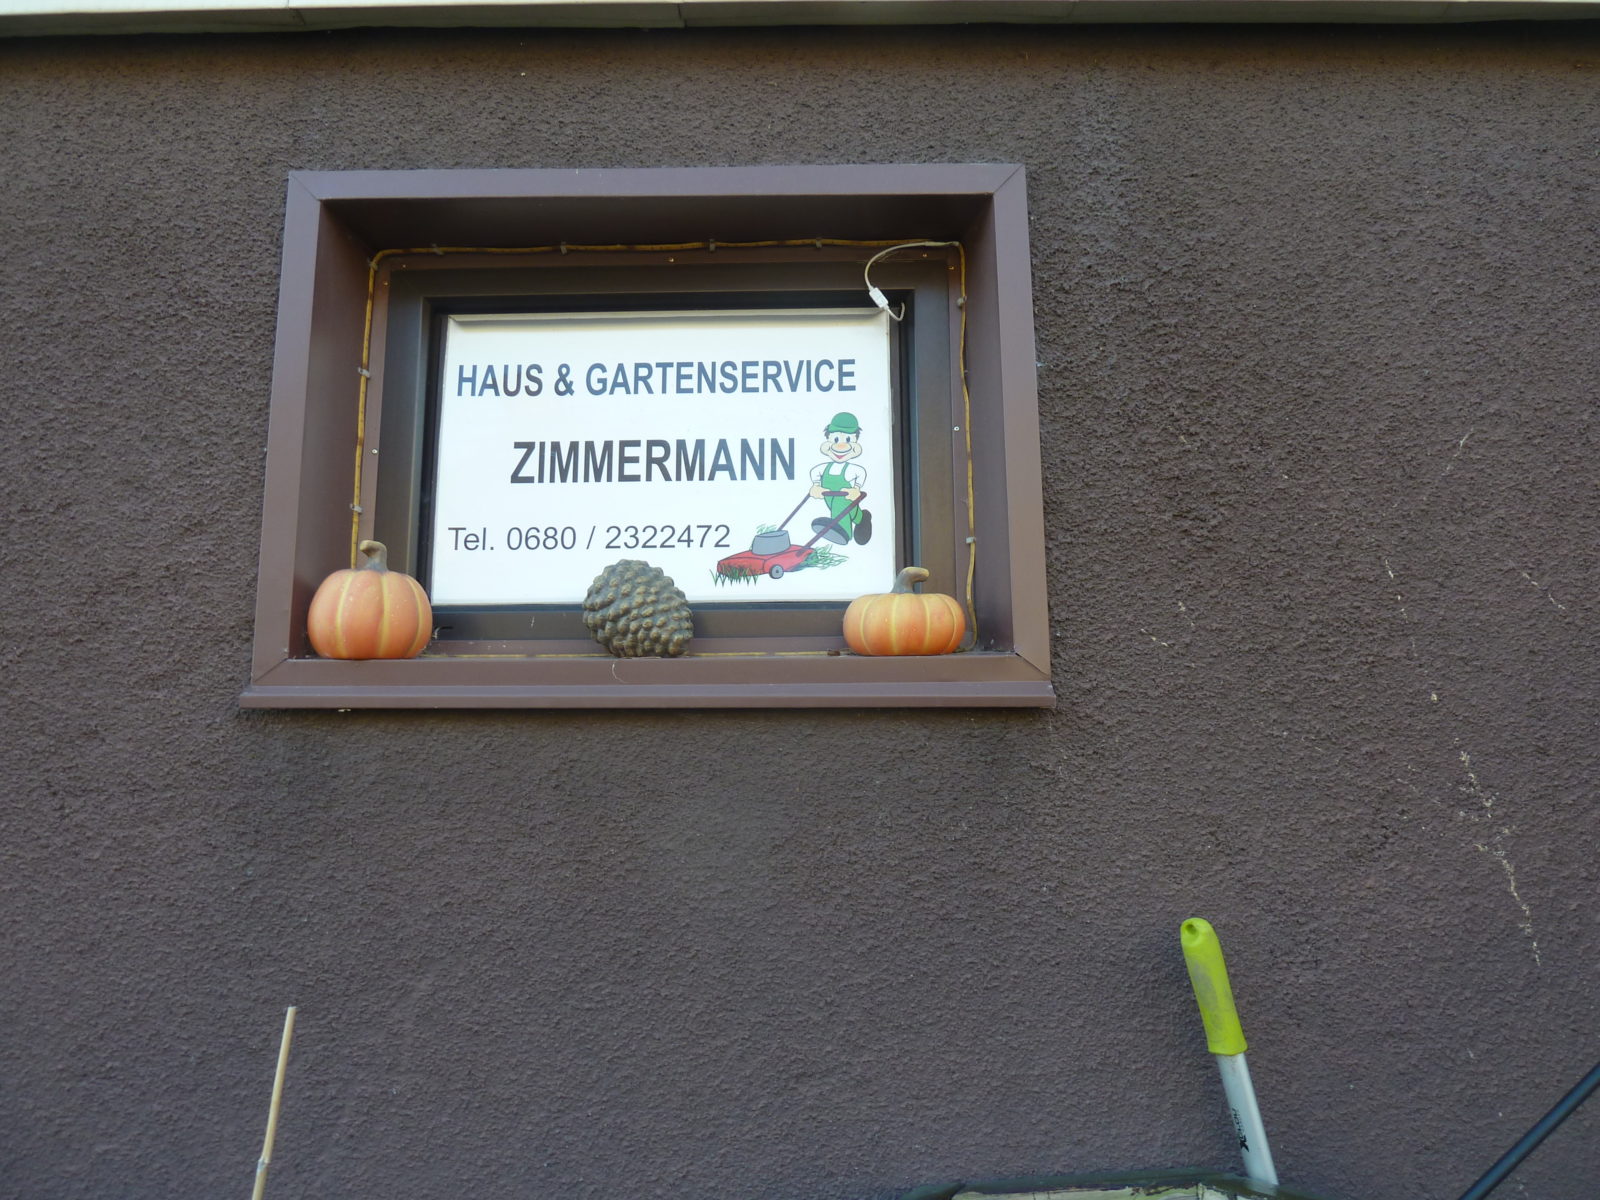 HAUS & GARTENSERVICE
ZIMMERMANN
Tel. 0680 / 2322472